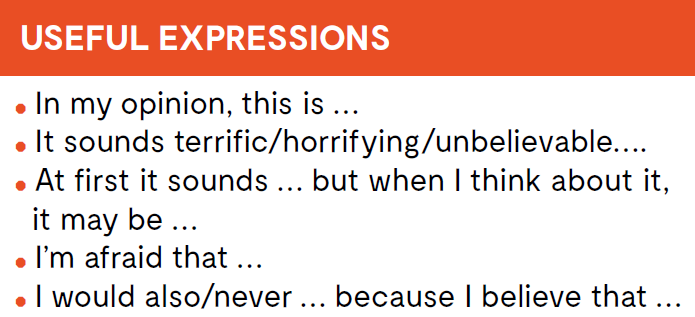 USEFUL EXPRESSIONS
• In my opinion, this is ...
• It sounds terrific/horrifying/unbelievable....
• At first it sounds ... but when I think about it,
it may be ...
• I'm afraid that ...
• I would also/never ... because I believe that ...